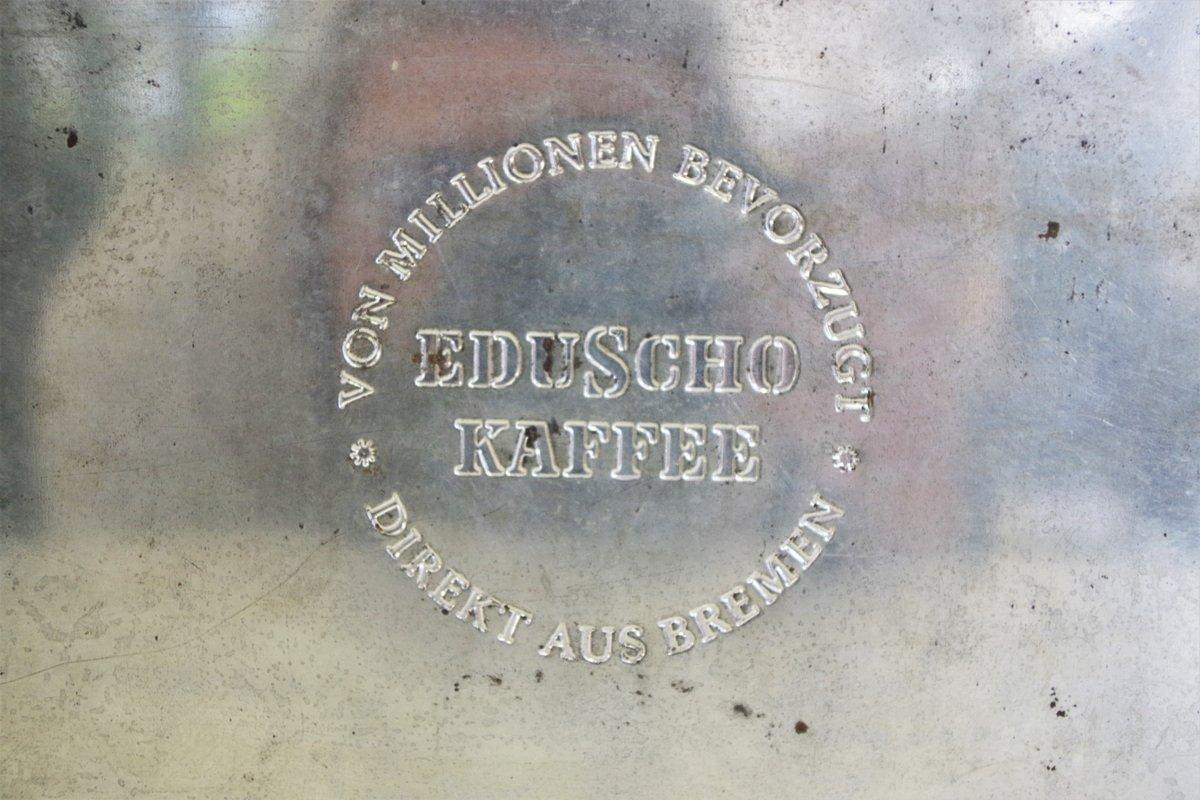 VON MILLIONEN BEVORZUGT
EDUSCHO
KAFFEE
DIREKT AUS BREMEN